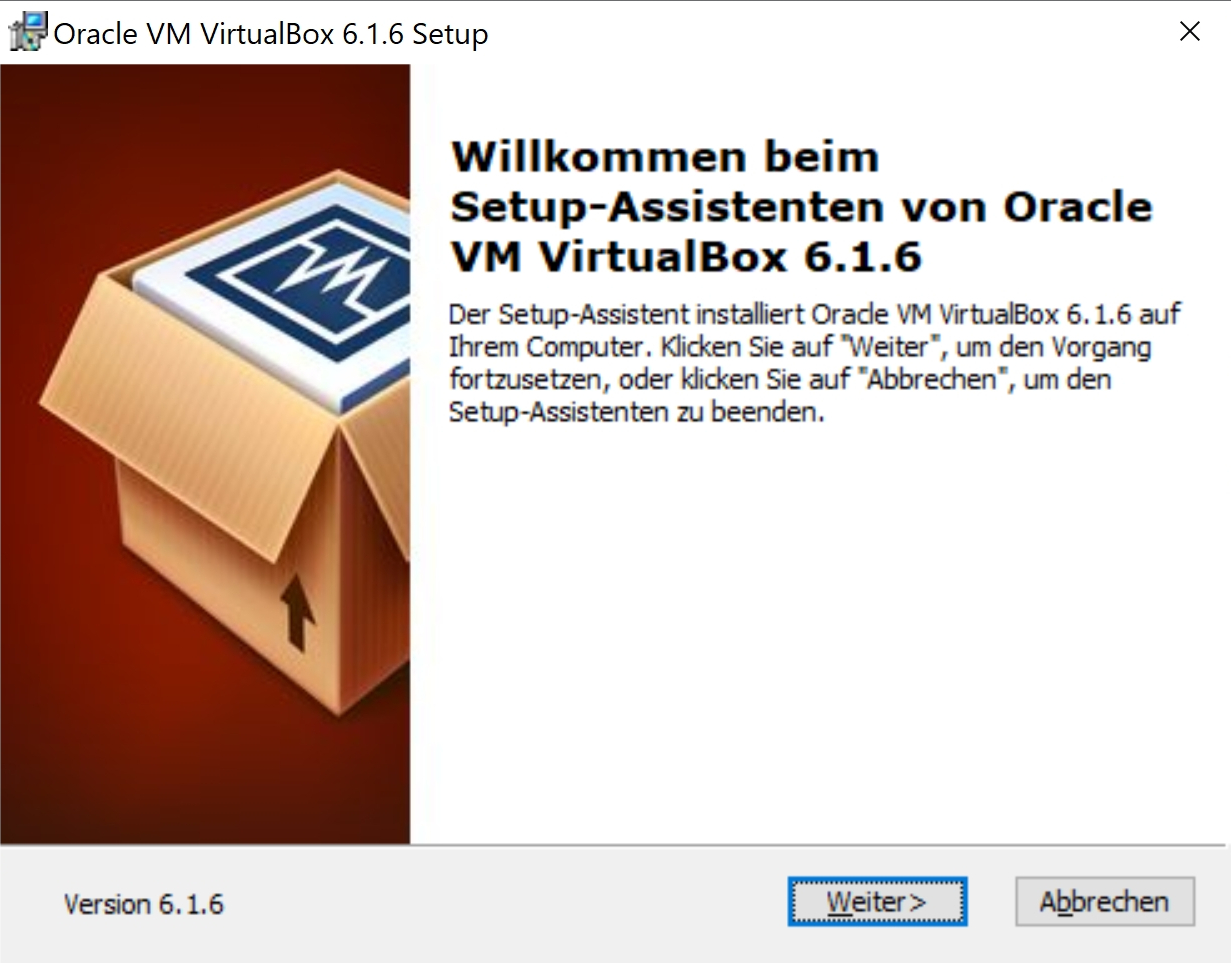 Oracle VM VirtualBox 6.1.6 Setup
Willkommen beim
Setup-Assistenten von Oracle
VM VirtualBox 6.1.6
Der Setup-Assistent installiert Oracle VM VirtualBox 6.1.6 auf
Ihrem Computer. Klicken Sie auf "Weiter", um den Vorgang
fortzusetzen, oder klicken Sie auf "Abbrechen", um den
Setup-Assistenten zu beenden.
Version 6.1.6
Weiter>
Abbrechen